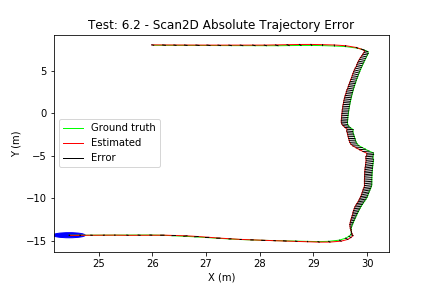 Test: 6.2 - Scan2D Absolute Trajectory Error
Y (m)
5
0
−5
−10
−15
Ground truth
Estimated
Error
25 26 27 28 29 30
X (m)